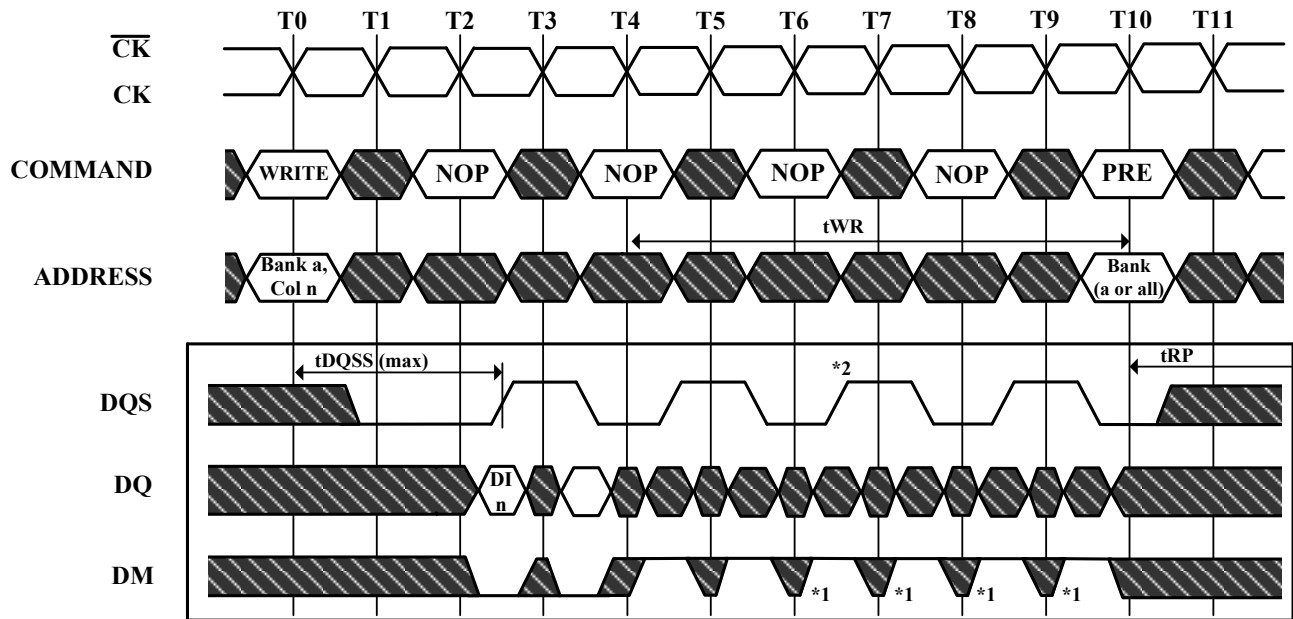 T0 T1 T2 T3 T4 T5 T6 T7 T8 T9 T10 T11
CK
CK
COMMAND
WRITE NOP NOP NOP NOP PRE
tWR
ADDRESS
Bank a,
Col n
Bank
(a or all)
tDQSS (max)
*2
tRP
DQS
DQ
DI
n
DM
*1 *1 *1 *1